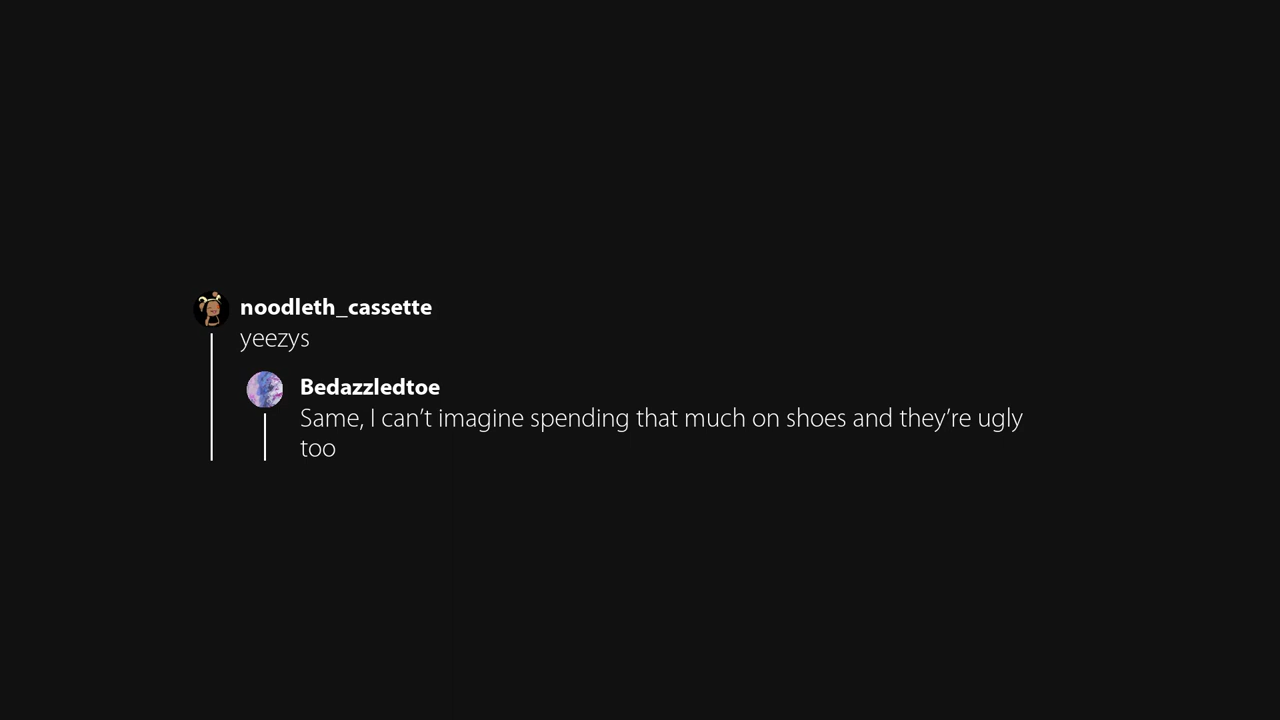 noodleth_cassette
yeezys
Bedazzledtoe
Same, I can’t imagine spending that much on shoes and they’re ugly
too